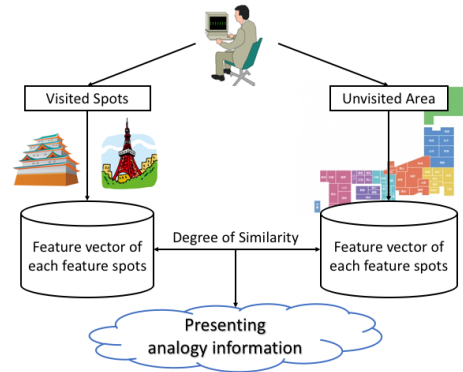 Visited Spots
Unvisited Area
Feature vector of
each feature spots
Degree of Similarity
Feature vector of
each feature spots
Presenting
analogy information